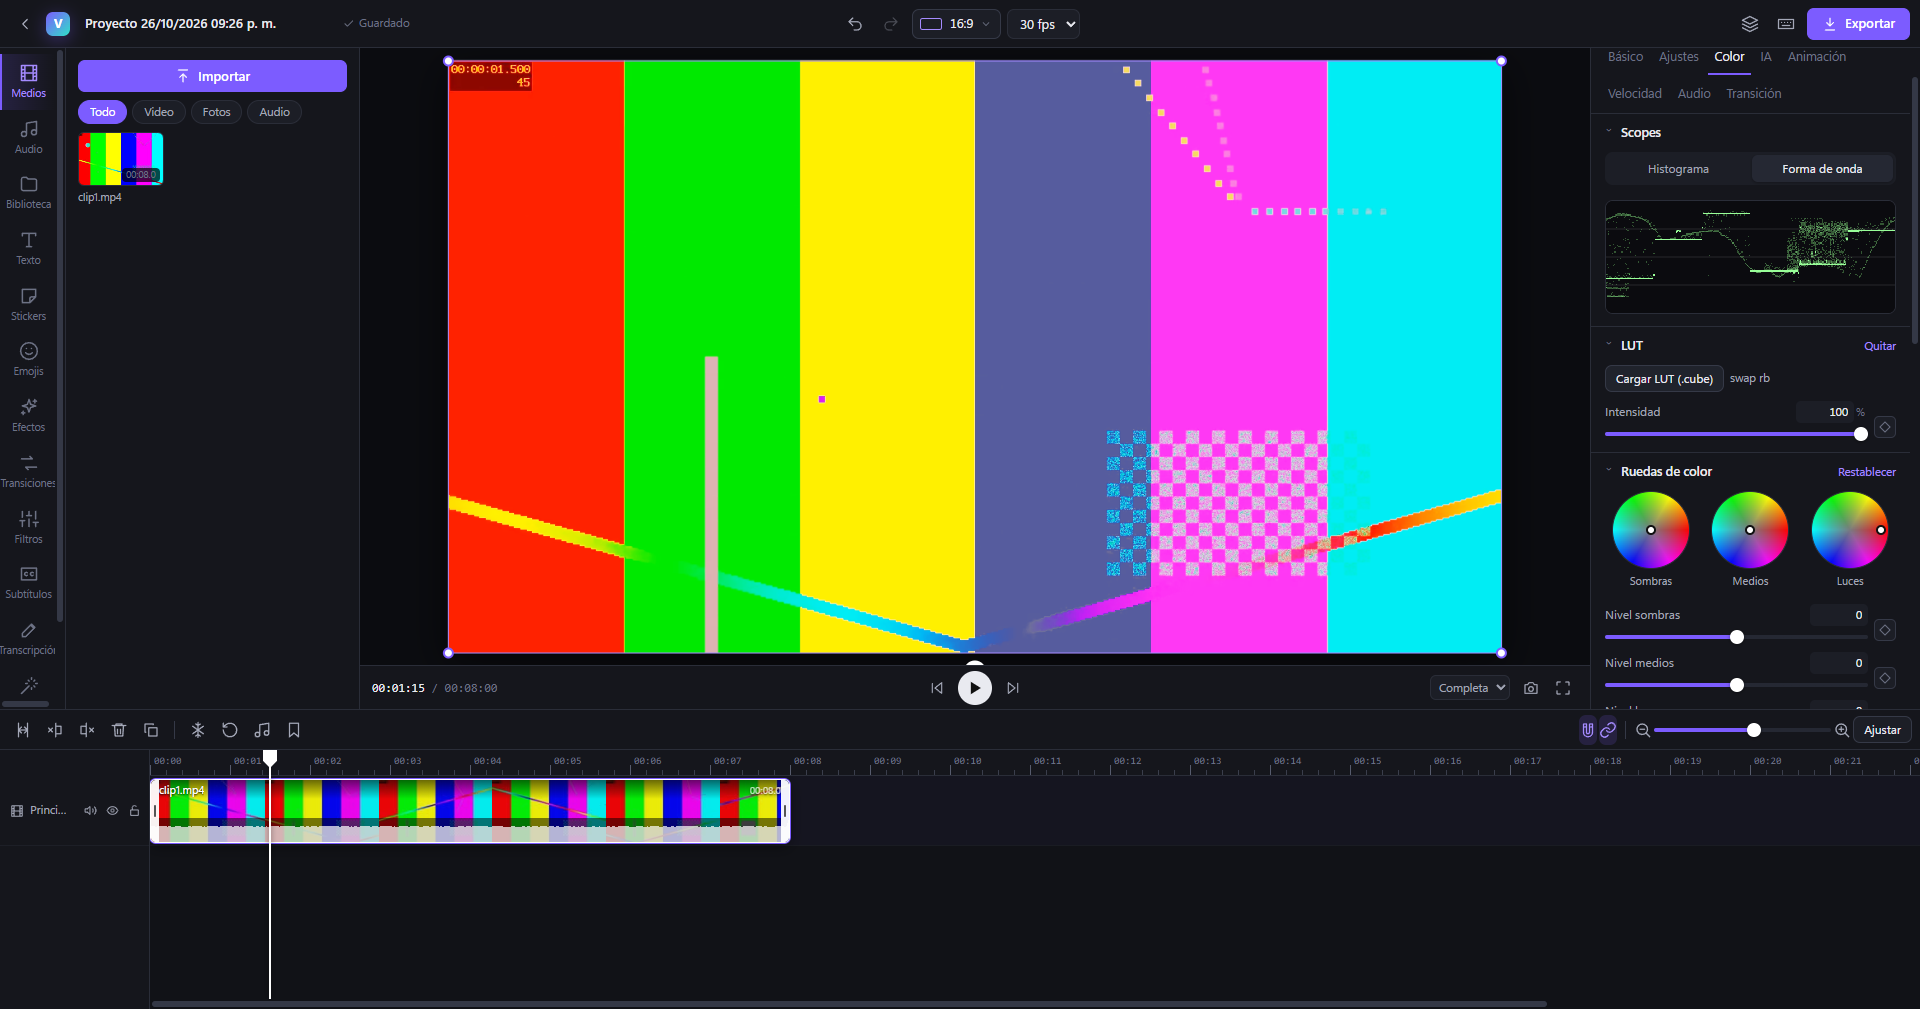 V
Proyecto 26/10/2026 09:26 p. m.
Guardado
16:9
30 fps
Exportar
Medios
Audio
Biblioteca
Texto
Stickers
Emojis
Efectos
Transiciones
Filtros
Subtítulos
Transcripción
Importar
Todo
Video
Fotos
Audio
00:08.0
clip1.mp4
00:00:01.500
45
00:01:15 / 00:08:00
Completa
Básico
Ajustes
Color
IA
Animación
Velocidad
Audio
Transición
Scopes
Histograma
Forma de onda
LUT
Quitar
Cargar LUT (.cube)
swap rb
Intensidad
100 %
Ruedas de color
Restablecer
Sombras
Medios
Luces
Nivel sombras
0
Nivel medios
0
Ajustar
00:00
00:01
00:02
00:03
00:04
00:05
00:06
00:07
00:08
00:09
00:10
00:11
00:12
00:13
00:14
00:15
00:16
00:17
00:18
00:19
00:20
00:21
Princi...
clip1.mp4
00:08.0